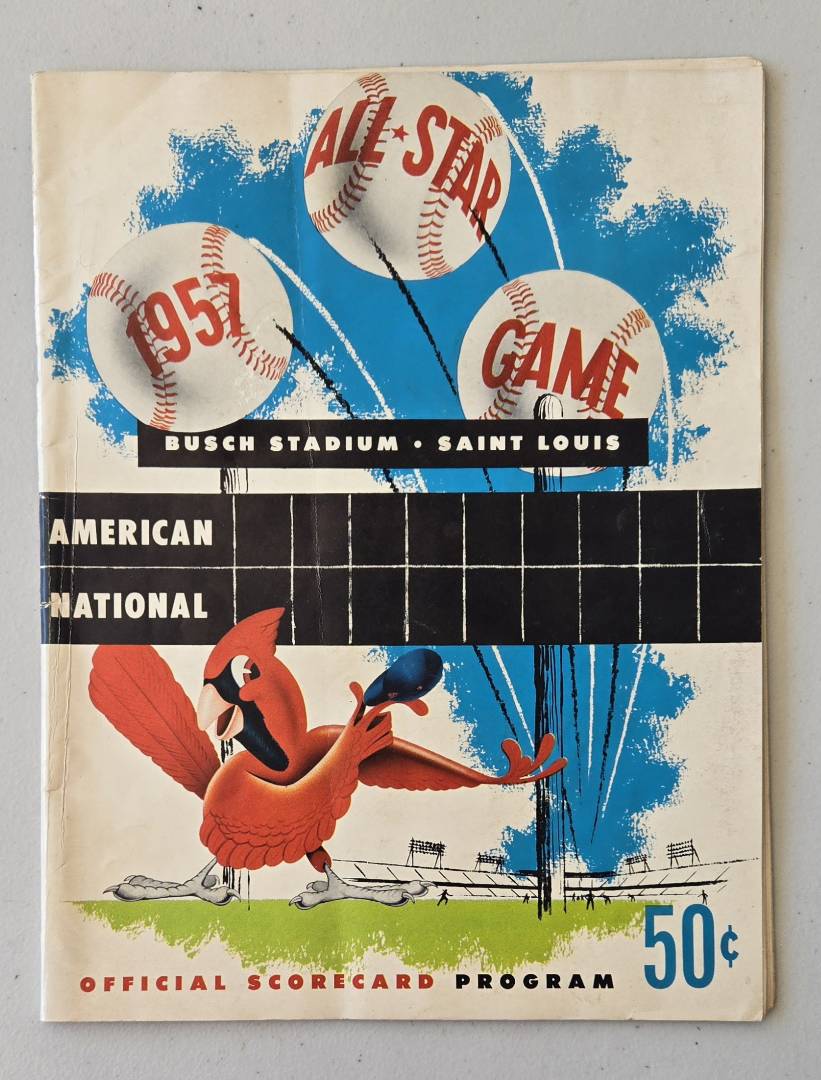 ALL★STAR
1957
GAME
BUSCH STADIUM • SAINT LOUIS
AMERICAN
NATIONAL
50¢
OFFICIAL SCORECARD PROGRAM